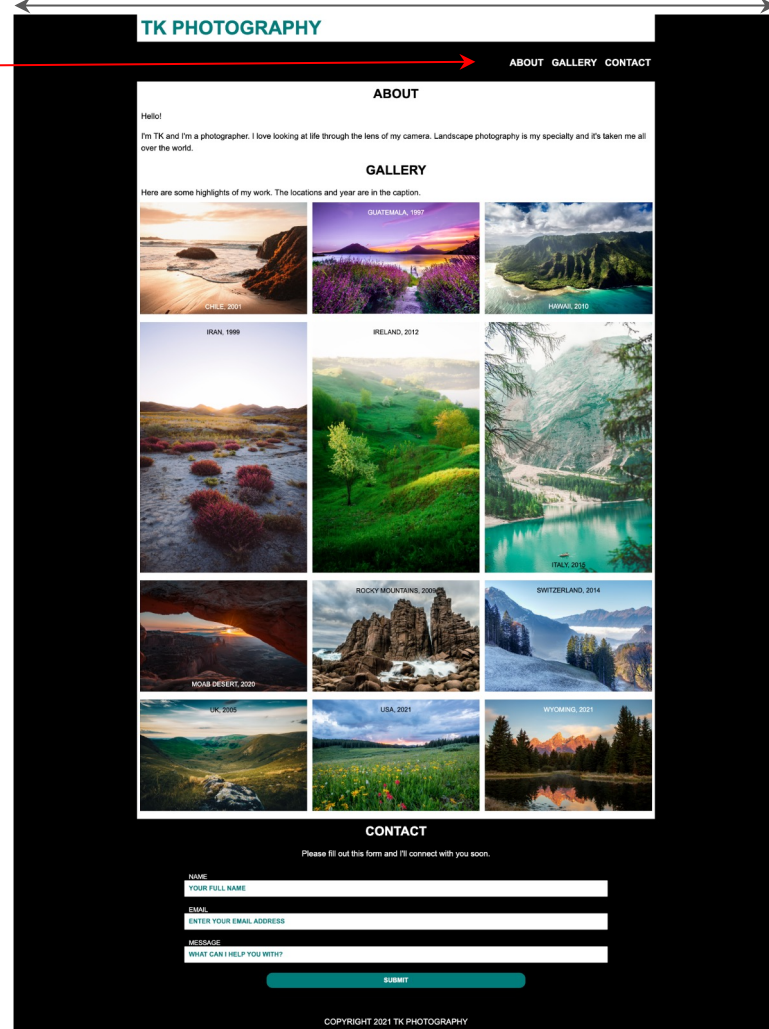 TK PHOTOGRAPHY
ABOUT GALLERY CONTACT
ABOUT
Hello!
I'm TK and I'm a photographer. I love looking at life through the lens of my camera. Landscape photography is my specialty and it's taken me all
over the world.
GALLERY
Here are some highlights of my work. The locations and year are in the caption.
CHILE, 2001
GUATEMALA, 1997
HAWAII, 2010
IRAN, 1999
IRELAND, 2012
ITALY, 2015
MOAB DESERT, 2020
ROCKY MOUNTAINS, 2009
SWITZERLAND, 2014
UK, 2005
USA, 2021
WYOMING, 2021
CONTACT
Please fill out this form and I'll connect with you soon.
NAME
YOUR FULL NAME
EMAIL
ENTER YOUR EMAIL ADDRESS
MESSAGE
WHAT CAN I HELP YOU WITH?
SUBMIT
COPYRIGHT 2021 TK PHOTOGRAPHY